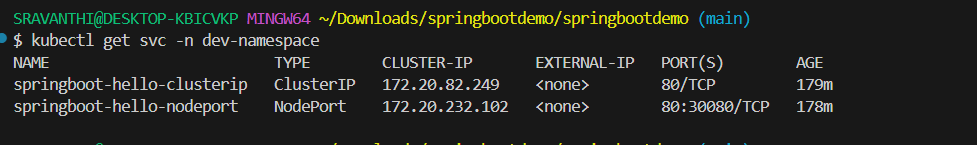 SRAVANTHI@DESKTOP-KBICVKP MINGW64 ~/Downloads/springbootdemo/springbootdemo (main)
$ kubectl get svc -n dev-namespace
NAME TYPE CLUSTER-IP EXTERNAL-IP PORT(S) AGE
springboot-hello-clusterip ClusterIP 172.20.82.249 <none> 80/TCP 179m
springboot-hello-nodeport NodePort 172.20.232.102 <none> 80:30080/TCP 178m